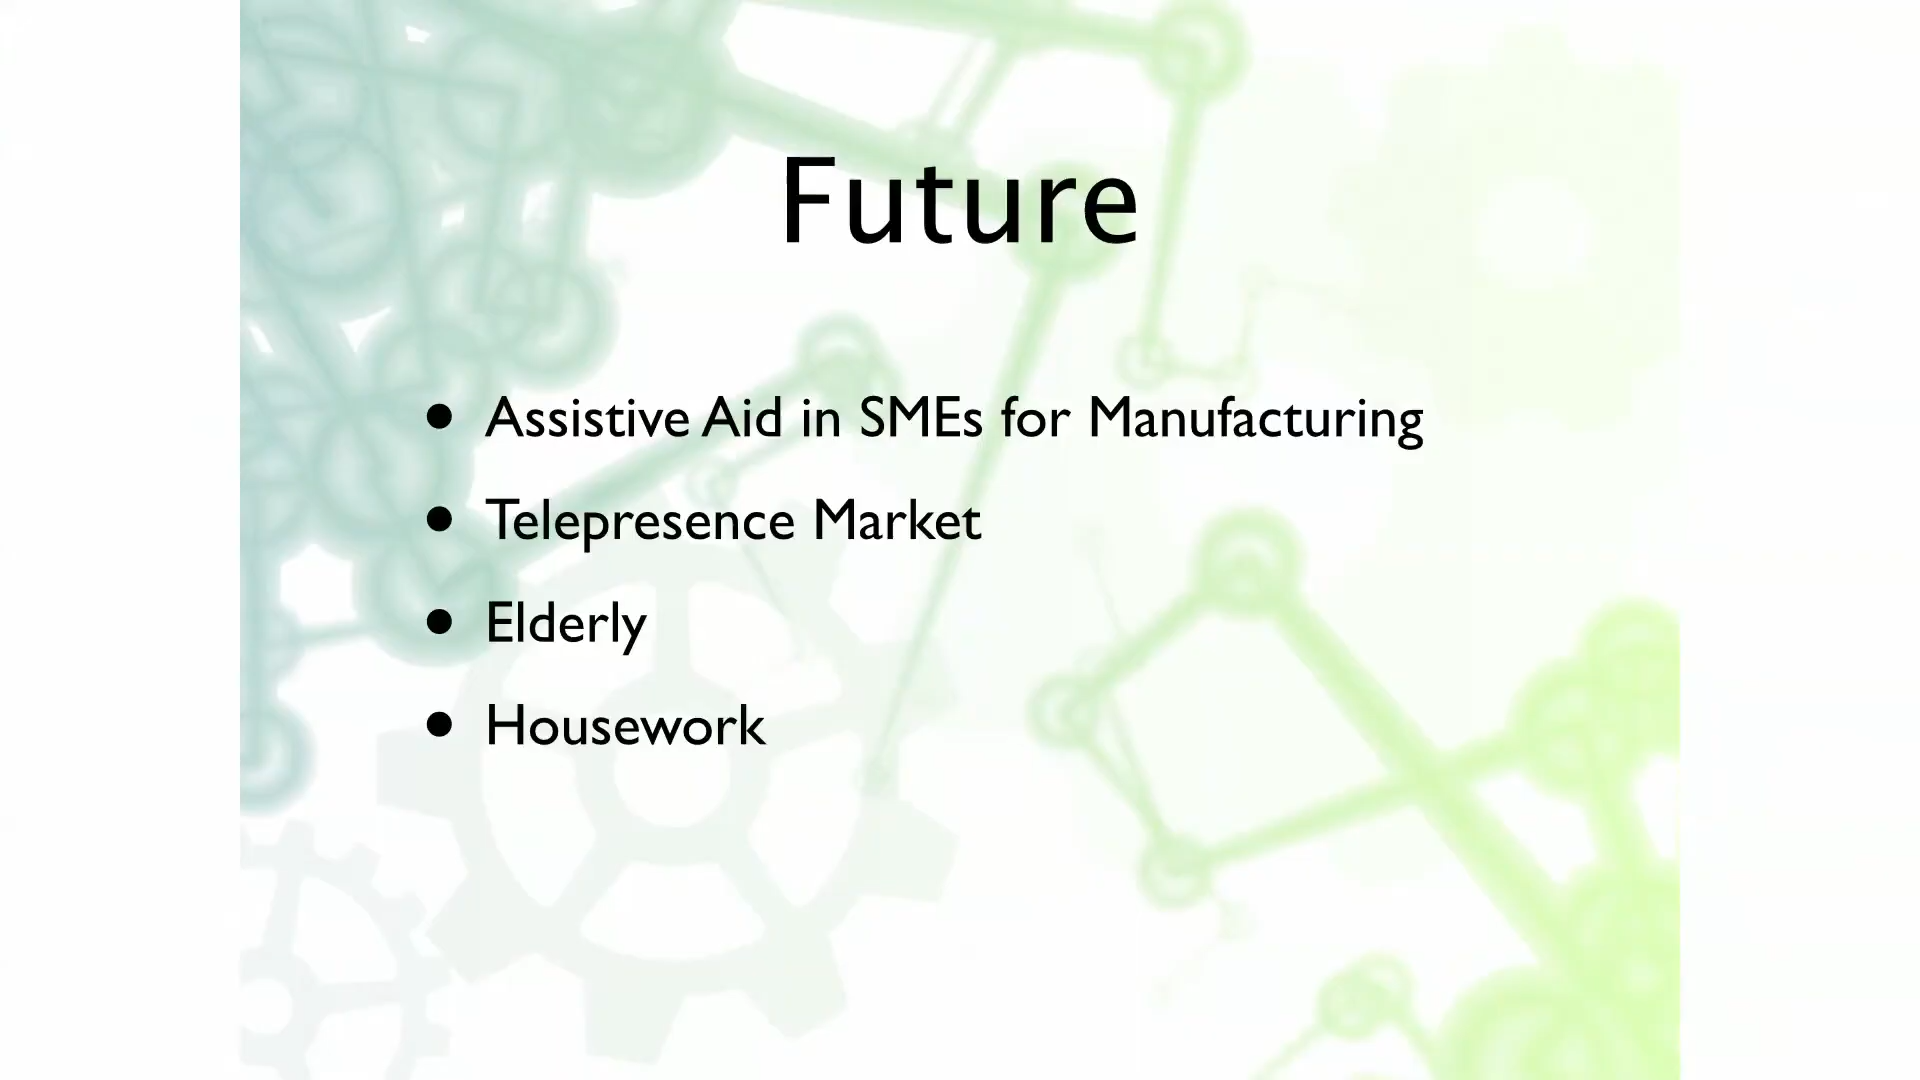 Future
• Assistive Aid in SMEs for Manufacturing
• Telepresence Market
• Elderly
• Housework